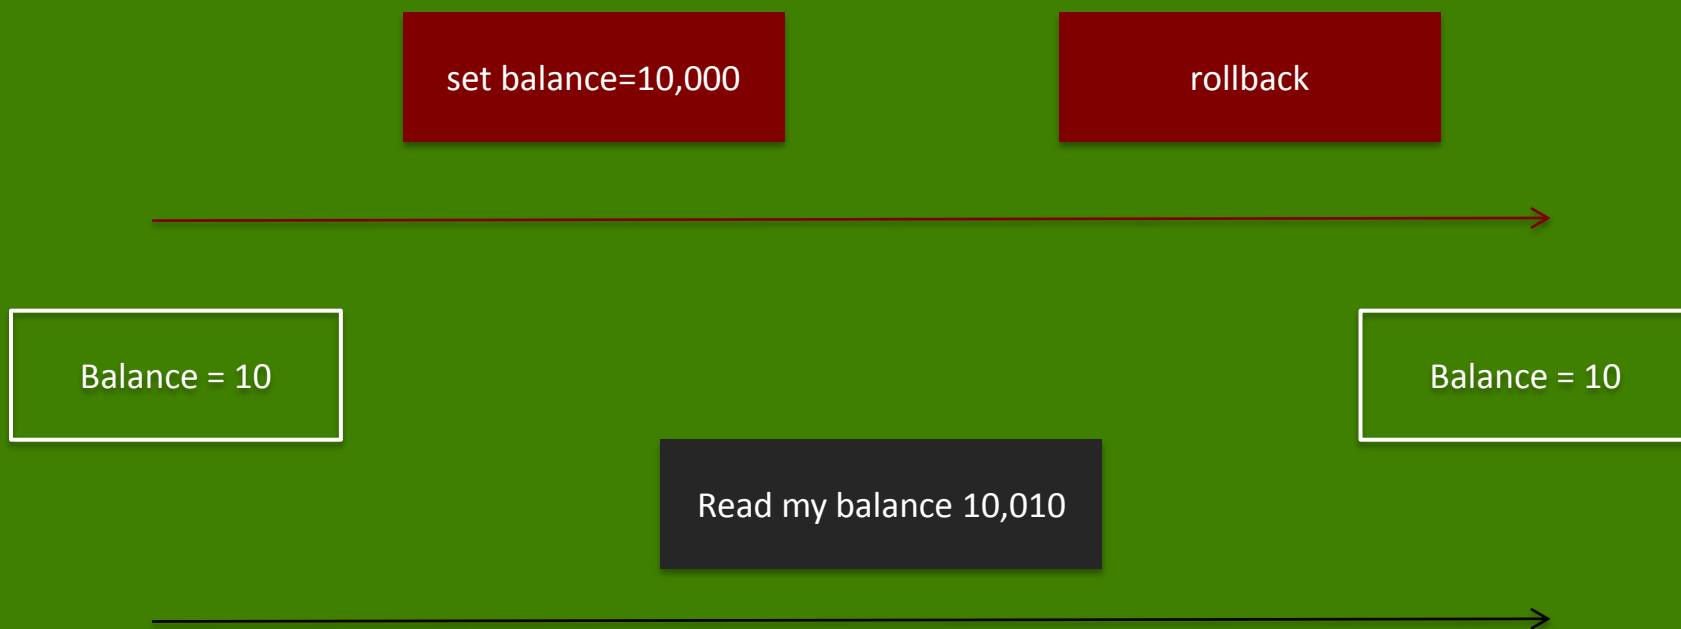 set balance=10,000
rollback
Balance = 10
Balance = 10
Read my balance 10,010